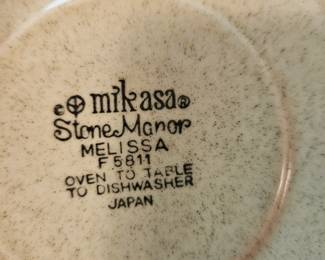 mikasa®
Stone Manor
MELISSA
F 5811
OVEN TO TABLE
TO DISHWASHER
JAPAN